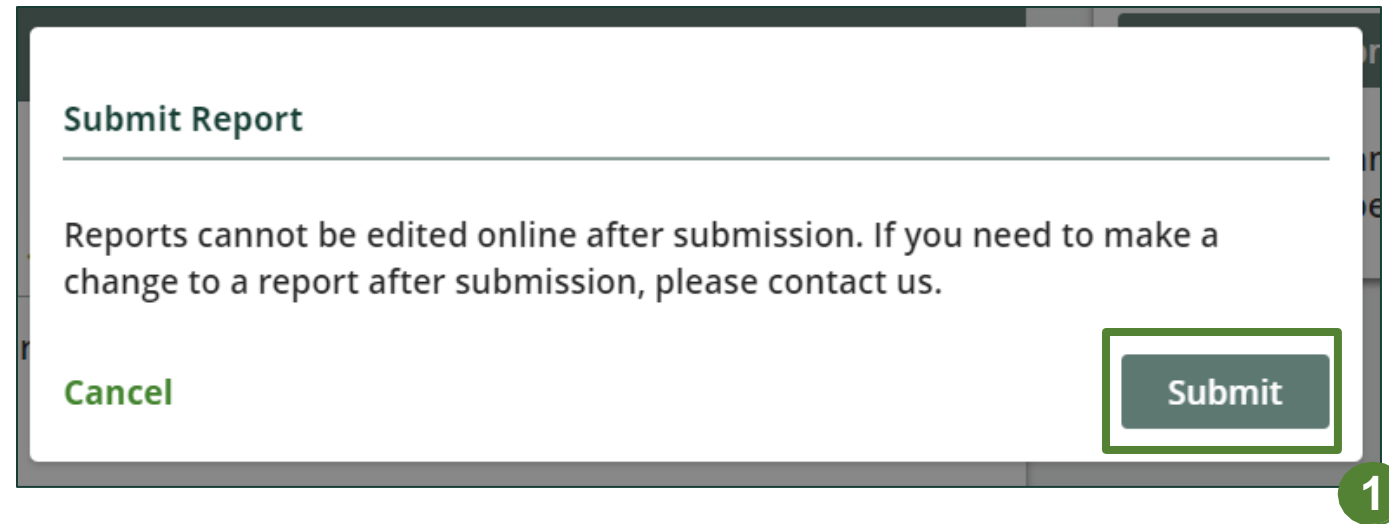 Submit Report
Reports cannot be edited online after submission. If you need to make a
change to a report after submission, please contact us.
Cancel
Submit
1